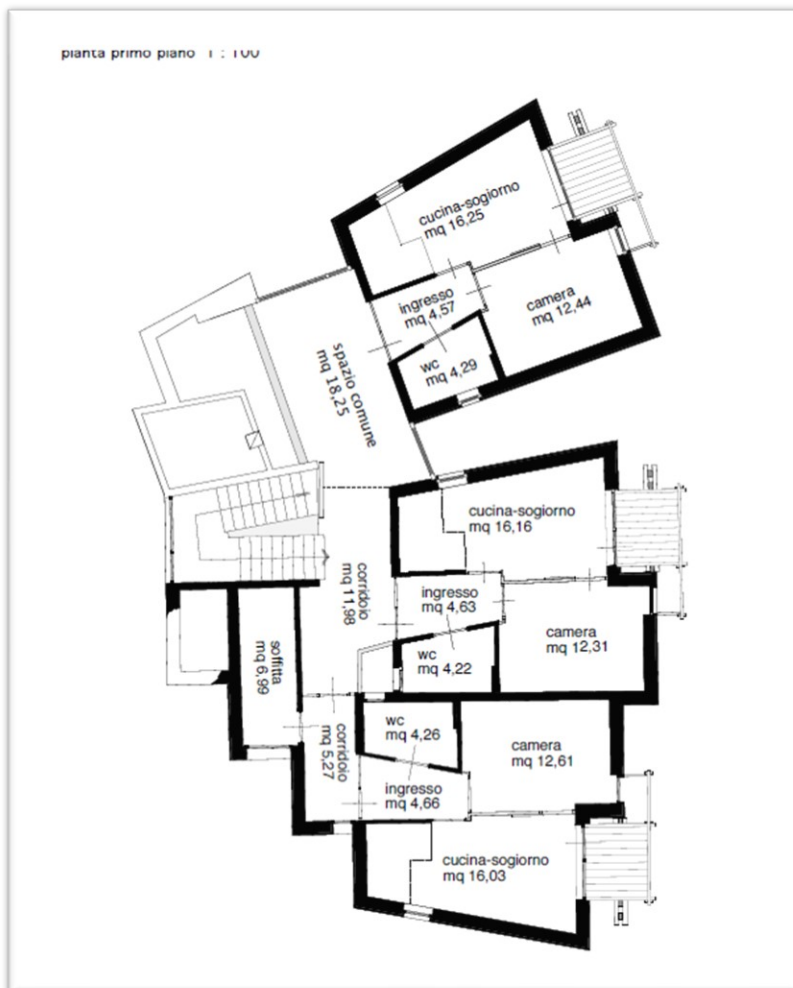 pianta primo piano 1 : 100
cucina-sogiorno
mq 16,25
ingresso
mq 4,57
camera
mq 12,44
wc
mq 4,29
spazio comune
mq 18,25
cucina-sogiorno
mq 16,16
corridoio
mq 11,98
ingresso
mq 4,63
camera
mq 12,31
wc
mq 4,22
soffitta
mq 6,99
corridoio
mq 5,27
wc
mq 4,26
camera
mq 12,61
ingresso
mq 4,66
cucina-sogiorno
mq 16,03